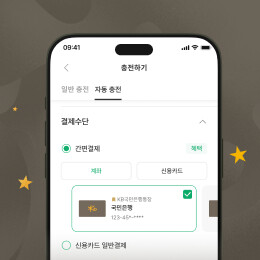 09:41
충전하기
일반 충전 자동 충전
결제수단
간편결제 혜택
계좌 신용카드
KB국민은행통장
국민은행
123-45*-****
신용카드 일반결제